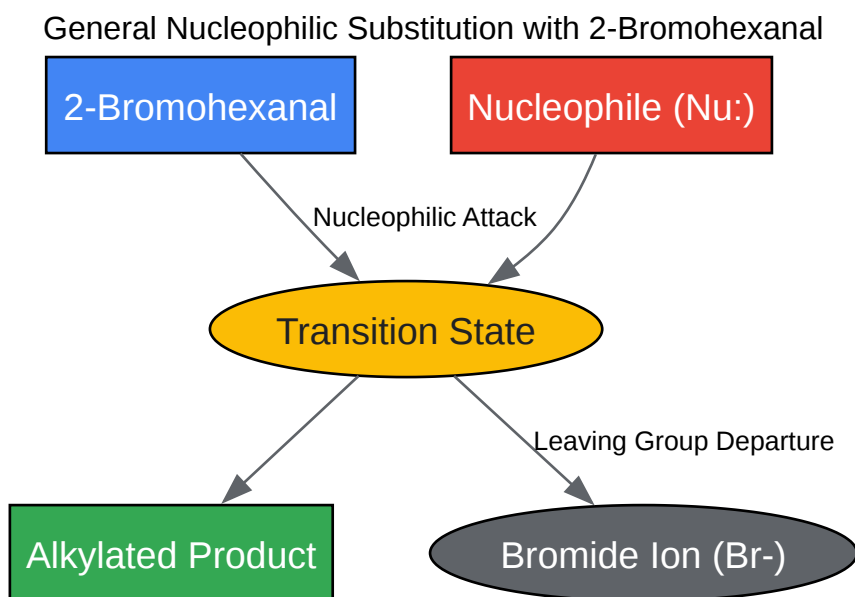 General Nucleophilic Substitution with 2-Bromohexanal
2-Bromohexanal
Nucleophile (Nu:)
Nucleophilic Attack
Transition State
Leaving Group Departure
Alkylated Product
Bromide Ion (Br-)